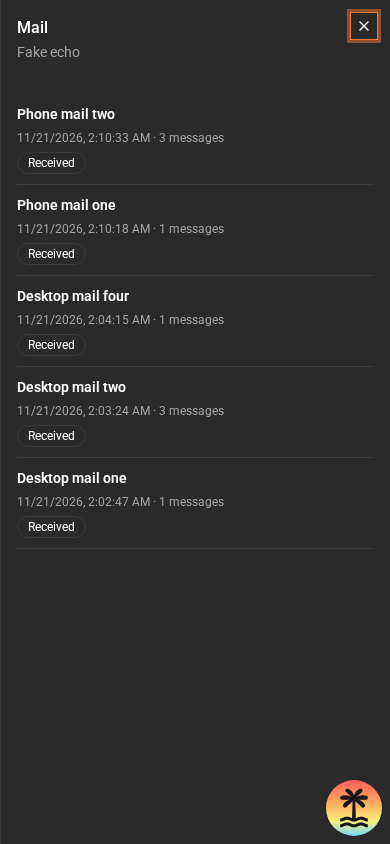 Mail
Fake echo
Phone mail two
11/21/2026, 2:10:33 AM · 3 messages
Received
Phone mail one
11/21/2026, 2:10:18 AM · 1 messages
Received
Desktop mail four
11/21/2026, 2:04:15 AM · 1 messages
Received
Desktop mail two
11/21/2026, 2:03:24 AM · 3 messages
Received
Desktop mail one
11/21/2026, 2:02:47 AM · 1 messages
Received